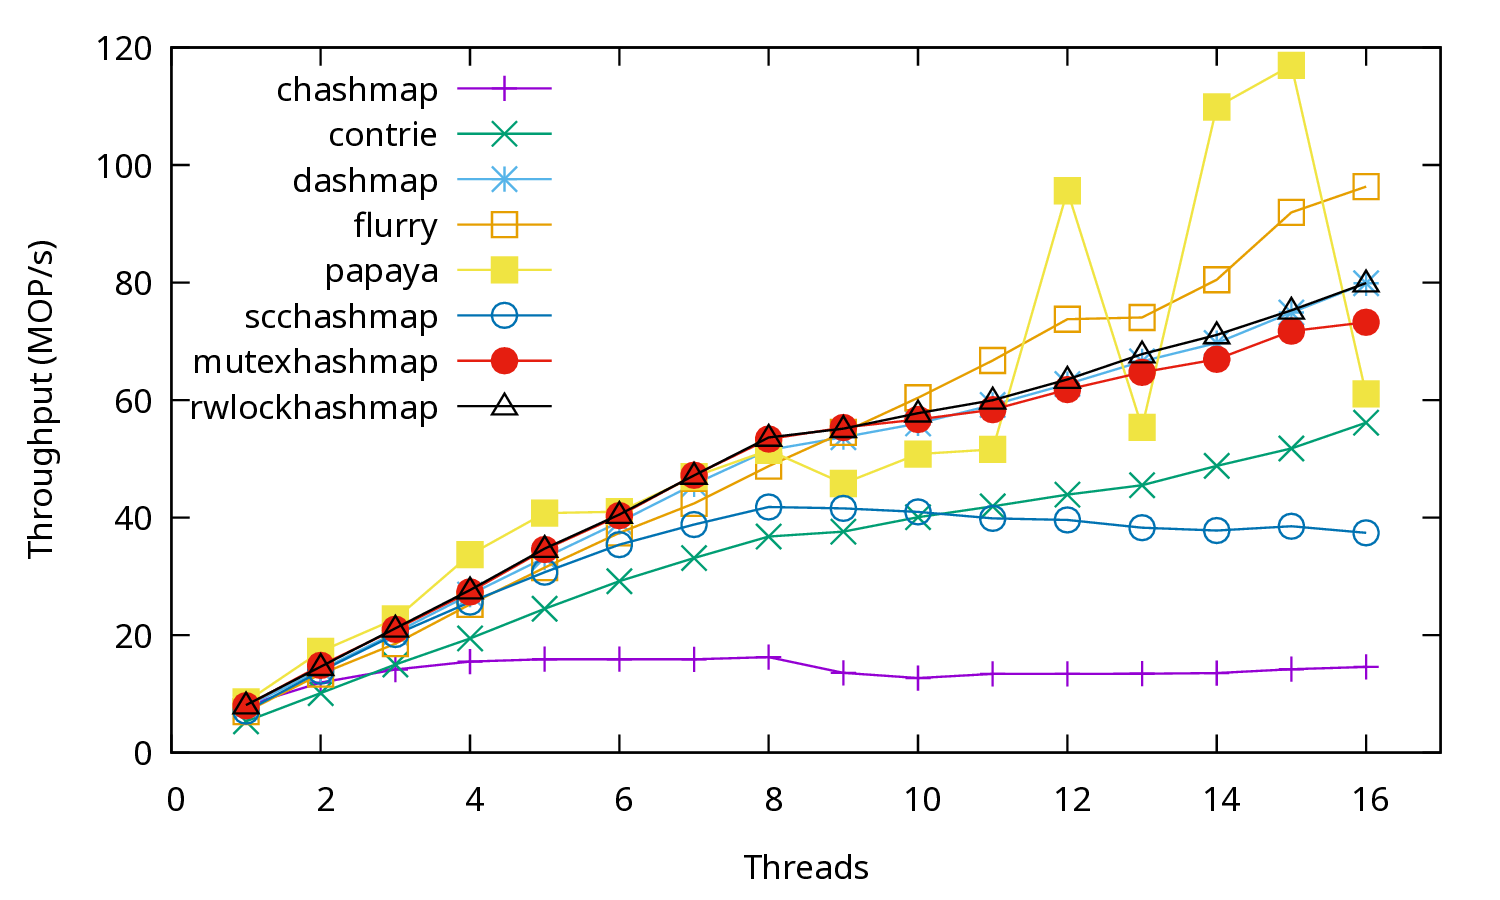 Throughput (MOP/s)
120
100
80
60
40
20
0
chashmap
contrie
dashmap
flurry
papaya
scchashmap
mutexhashmap
rwlockhashmap
0 2 4 6 8 10 12 14 16
Threads